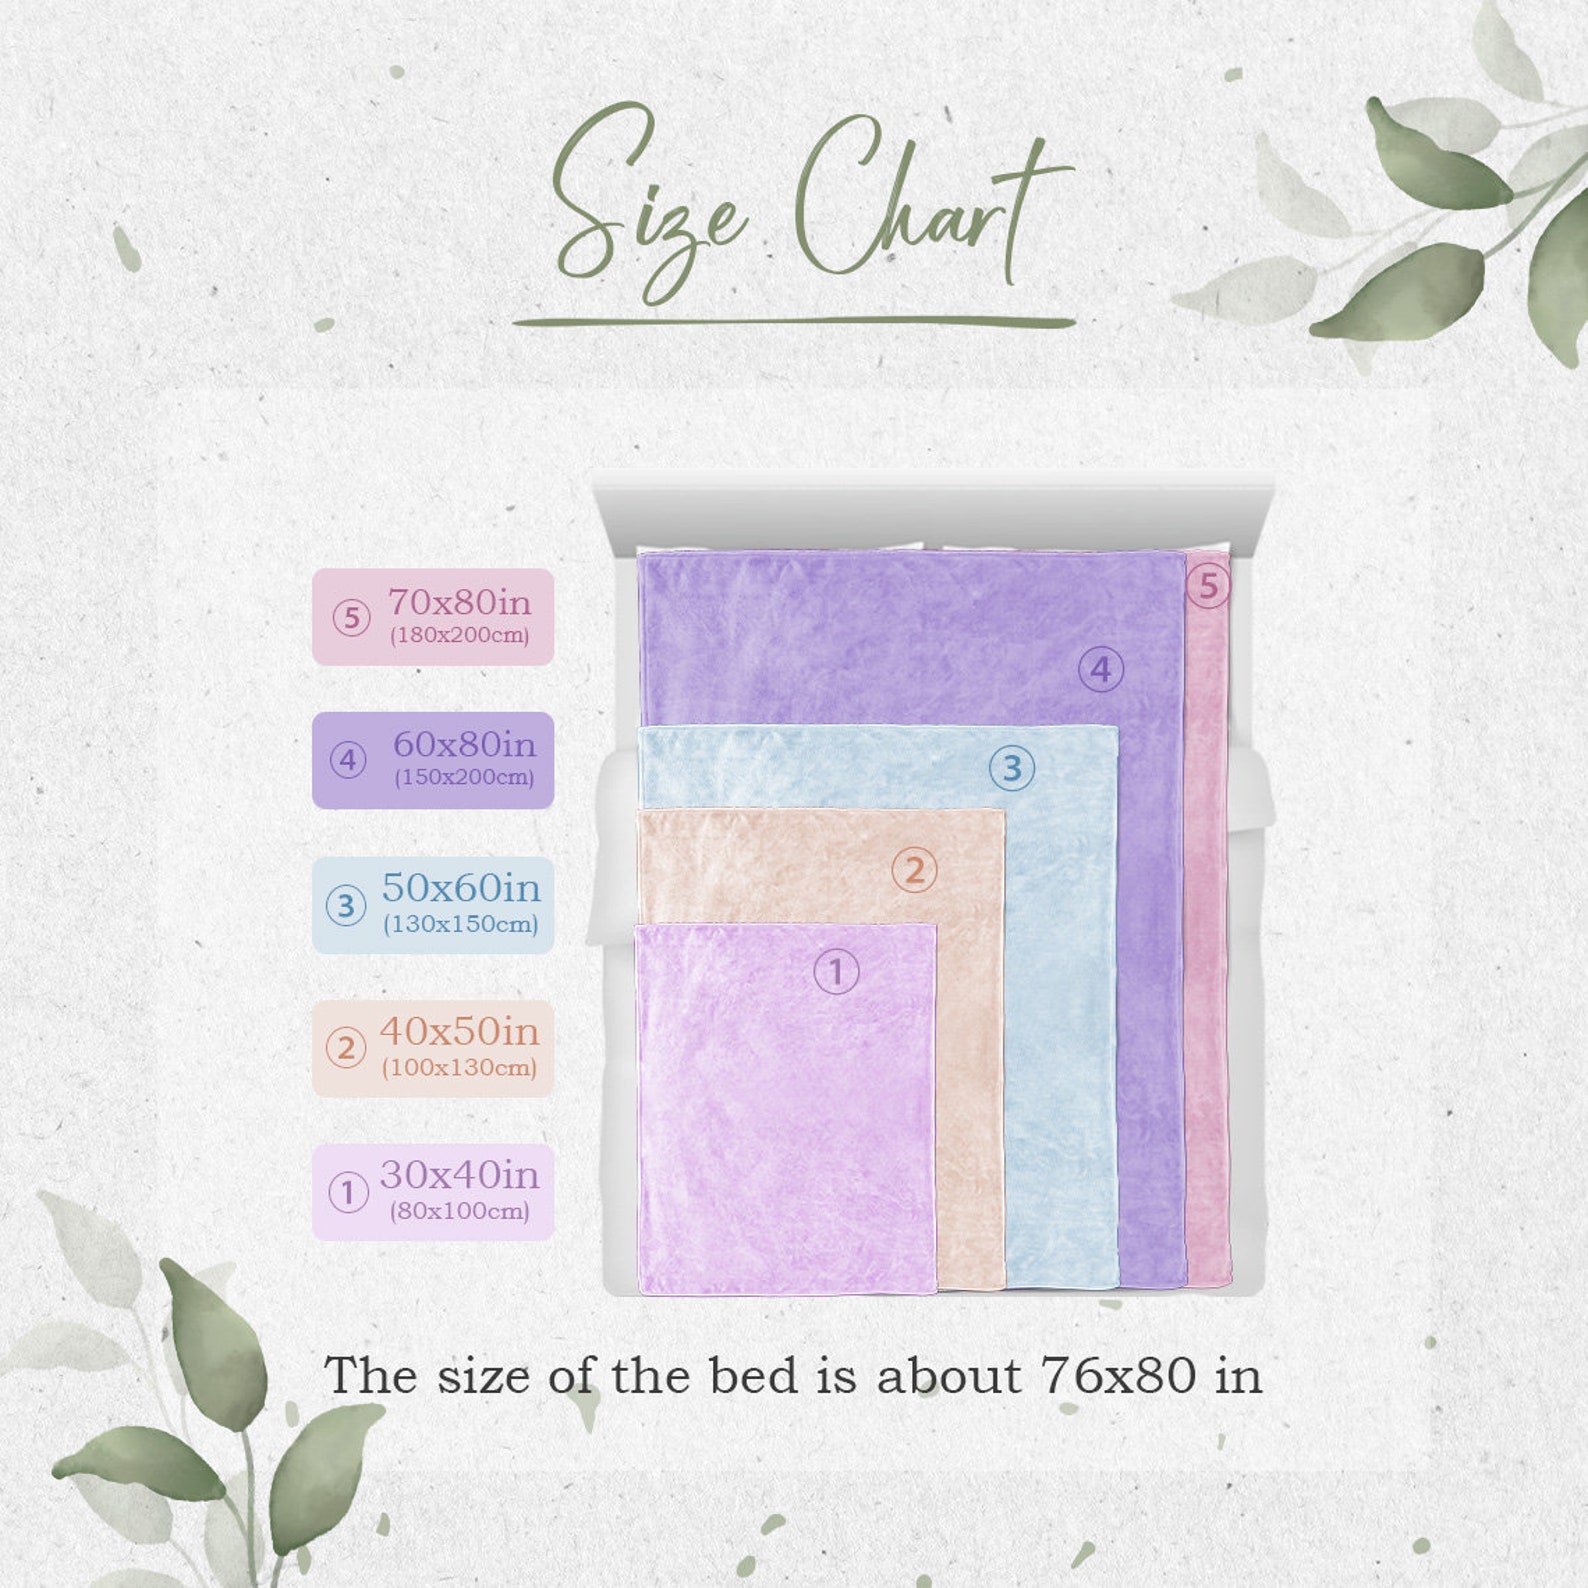 Size Chart
⑤ 70x80in
(180x200cm)
④ 60x80in
(150x200cm)
③ 50x60in
(130x150cm)
② 40x50in
(100x130cm)
① 30x40in
(80x100cm)
⑤
④
③
②
①
The size of the bed is about 76x80 in